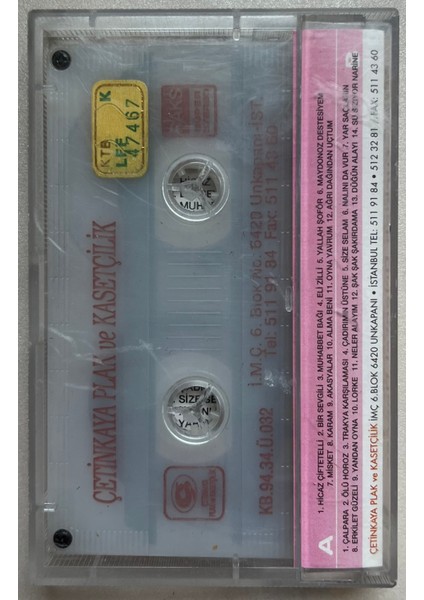 KTB
K
LEE
47467
ÇETİNKAYA PLAK ve KASETÇİLİK
İ.M.Ç. 6. Blok No. 6429 Unkapanı-İST.
Tel: 511 91 84 Fax: 511 43 60
KB.94.34.Ü.032
A
1. HİCAZ ÇİFTETELLİ 2. BİR SEVGİLİ 3. MUHABBET BAĞI 4. ELİ ZİLLİ 5. YALLAH ŞOFÖR 6. MAYDONOZ DESTESİYEM
7. MİSKET 8. KARAM 9. AKASYALAR 10. ALMA BENİ 11. OYNA YAVRUM 12. AĞRI DAĞINDAN UÇTUM
1. ÇALPARA 2. ÖLÜ HOROZ 3. TRAKYA KARŞILAMASI 4. ÇADIRIMIN ÜSTÜNE 5. SİZE SELAM 6. NALINI DA VUR 7. YAR SAÇLARIN
8. ERKİLET GÜZELİ 9. YANDAN OYNA 10. LORKE 11. NELER ALAYIM 12. ŞAK ŞAK ŞAKIRDAMA 13. DÜĞÜN ALAYI 14. SU SIZIYOR NARİNE
ÇETİNKAYA PLAK ve KASETÇİLİK İMÇ 6.BLOK 6420 UNKAPANI • İSTANBUL TEL: 511 91 84 • 512 32 81 / FAX: 511 43 60